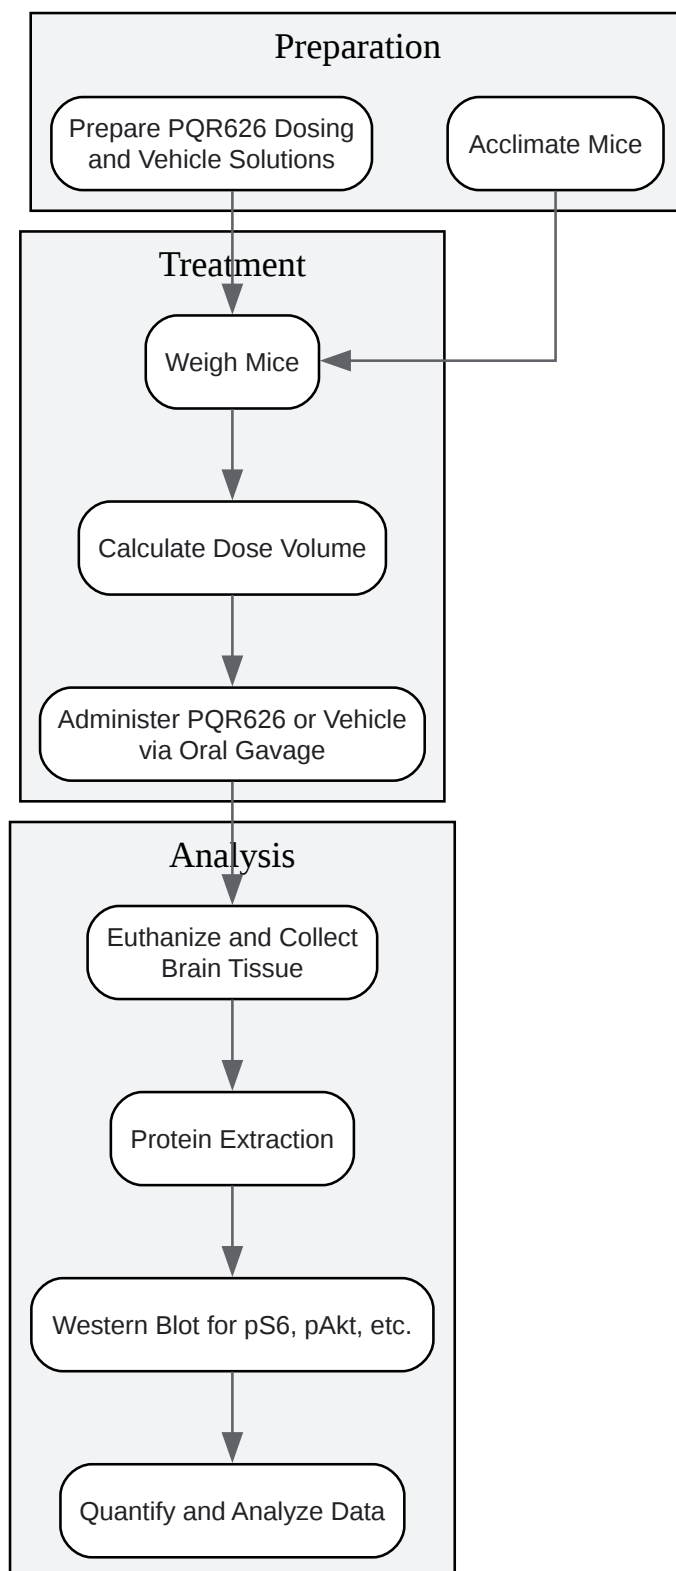 Preparation
Prepare PQR626 Dosing
and Vehicle Solutions
Acclimate Mice
Treatment
Weigh Mice
Calculate Dose Volume
Administer PQR626 or Vehicle
via Oral Gavage
Analysis
Euthanize and Collect
Brain Tissue
Protein Extraction
Western Blot for pS6, pAkt, etc.
Quantify and Analyze Data